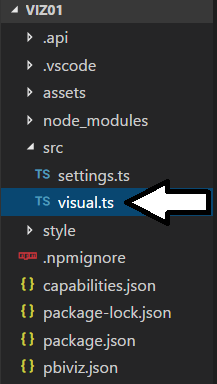 VIZ01
.api
.vscode
assets
node_modules
src
TS settings.ts
TS visual.ts
style
npm .npmignore
{ } capabilities.json
{ } package-lock.json
{ } package.json
{ } pbiviz.json